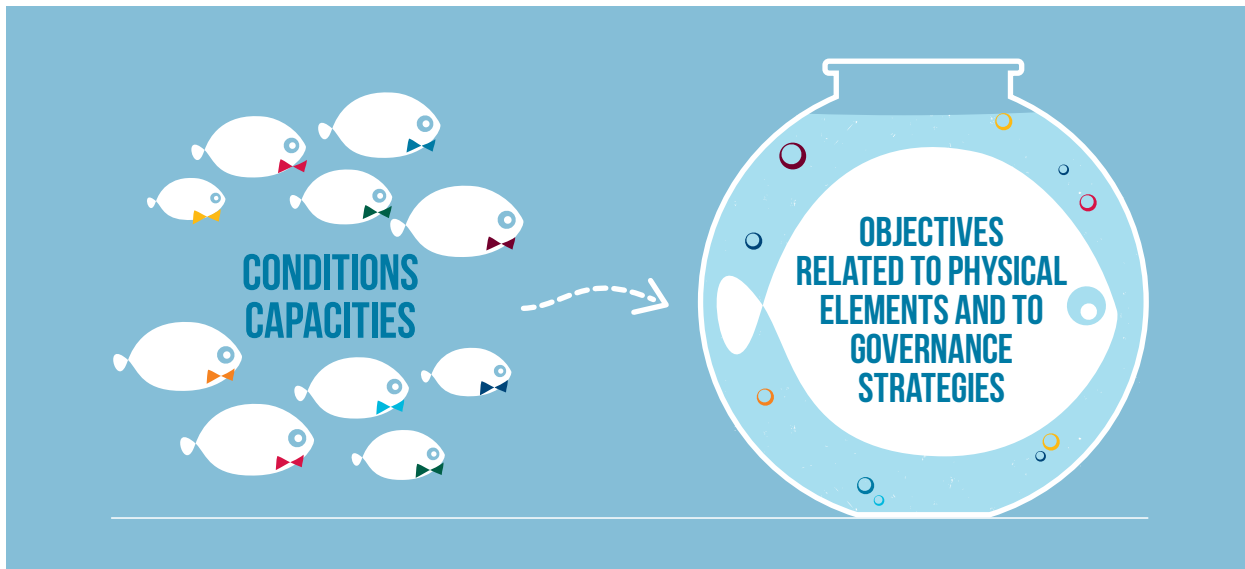 CONDITIONS
CAPACITIES
OBJECTIVES
RELATED TO PHYSICAL
ELEMENTS AND TO
GOVERNANCE
STRATEGIES